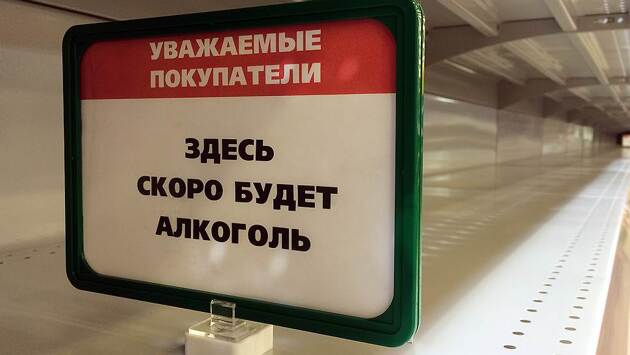 УВАЖАЕМЫЕ
ПОКУПАТЕЛИ
ЗДЕСЬ
СКОРО БУДЕТ
АЛКОГОЛЬ